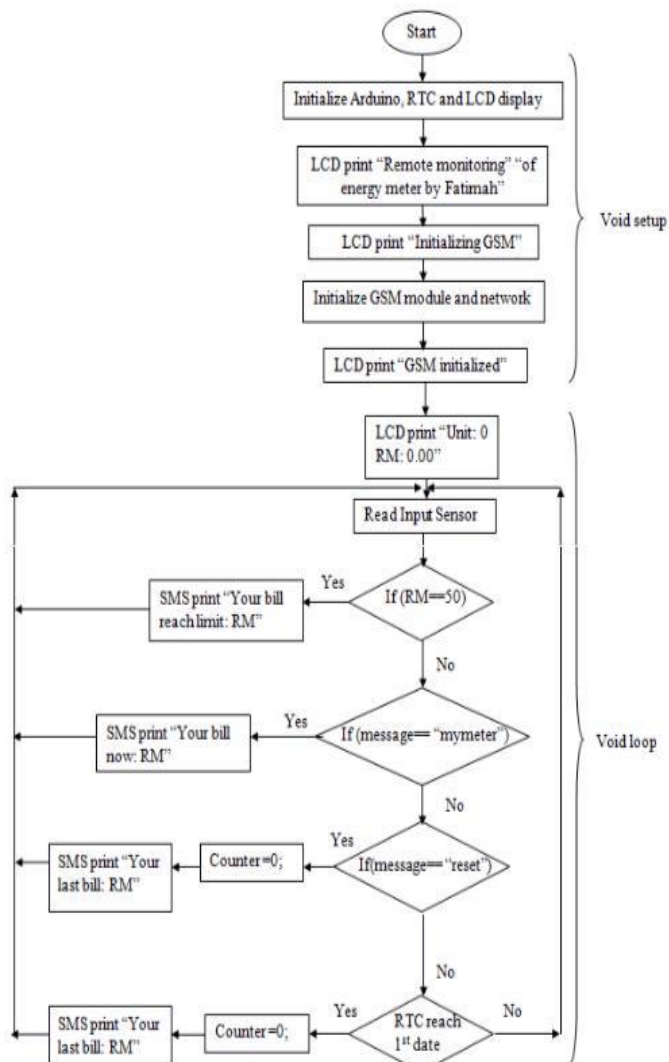 Start
Initialize Arduino, RTC and LCD display
LCD print “Remote monitoring” “of
energy meter by Fatimah”
Void setup
LCD print “Initializing GSM”
Initialize GSM module and network
LCD print “GSM initialized”
LCD print “Unit: 0
RM: 0.00”
Read Input Sensor
If (RM==50)
Yes
SMS print “Your bill
reach limit: RM”
No
If (message== “mymeter”)
Yes
SMS print “Your bill
now: RM”
Void loop
No
If(message==“reset”)
Yes
Counter=0;
SMS print “Your
last bill: RM”
No
RTC reach
1st date
Yes
No
Counter=0;
SMS print “Your
last bill: RM”